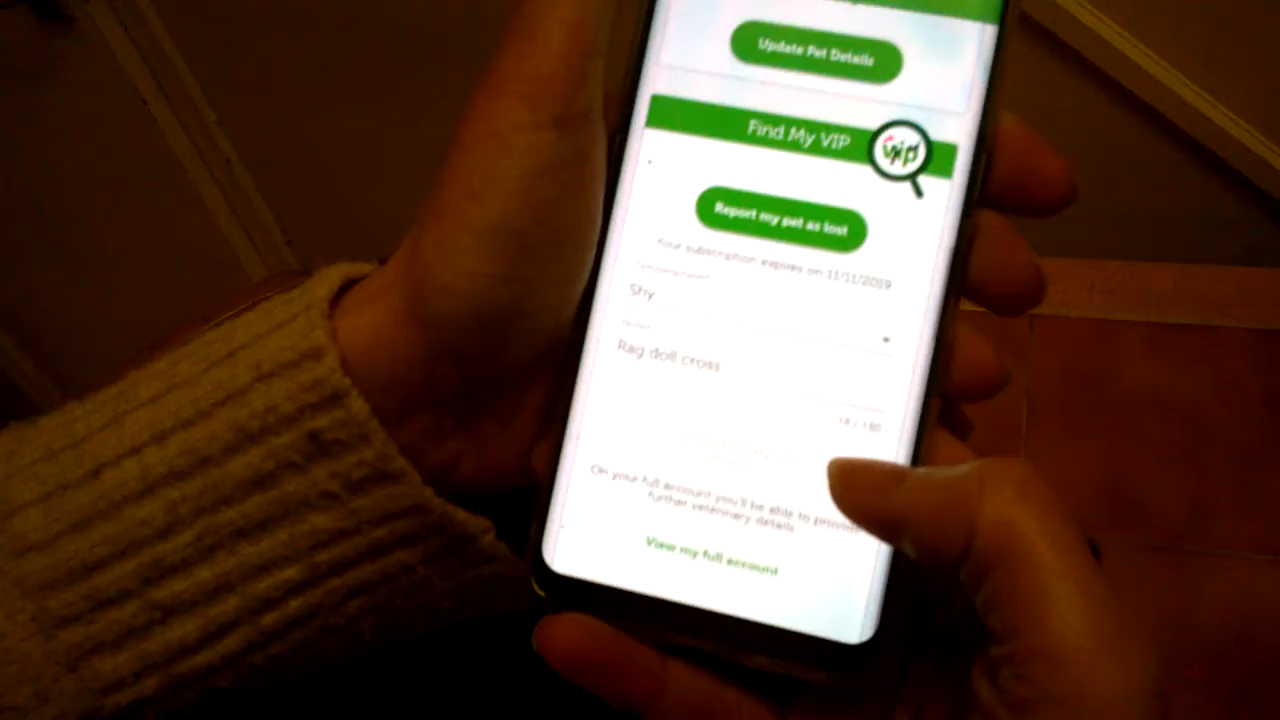 Update Pet Details
Find My VIP
vip
Report my pet as lost
Your subscription expires on 11/11/2019
Temperament*
Shy
Rag doll cross
14 / 180
On your full account you'll be able to provide
further veterinary details
View my full account